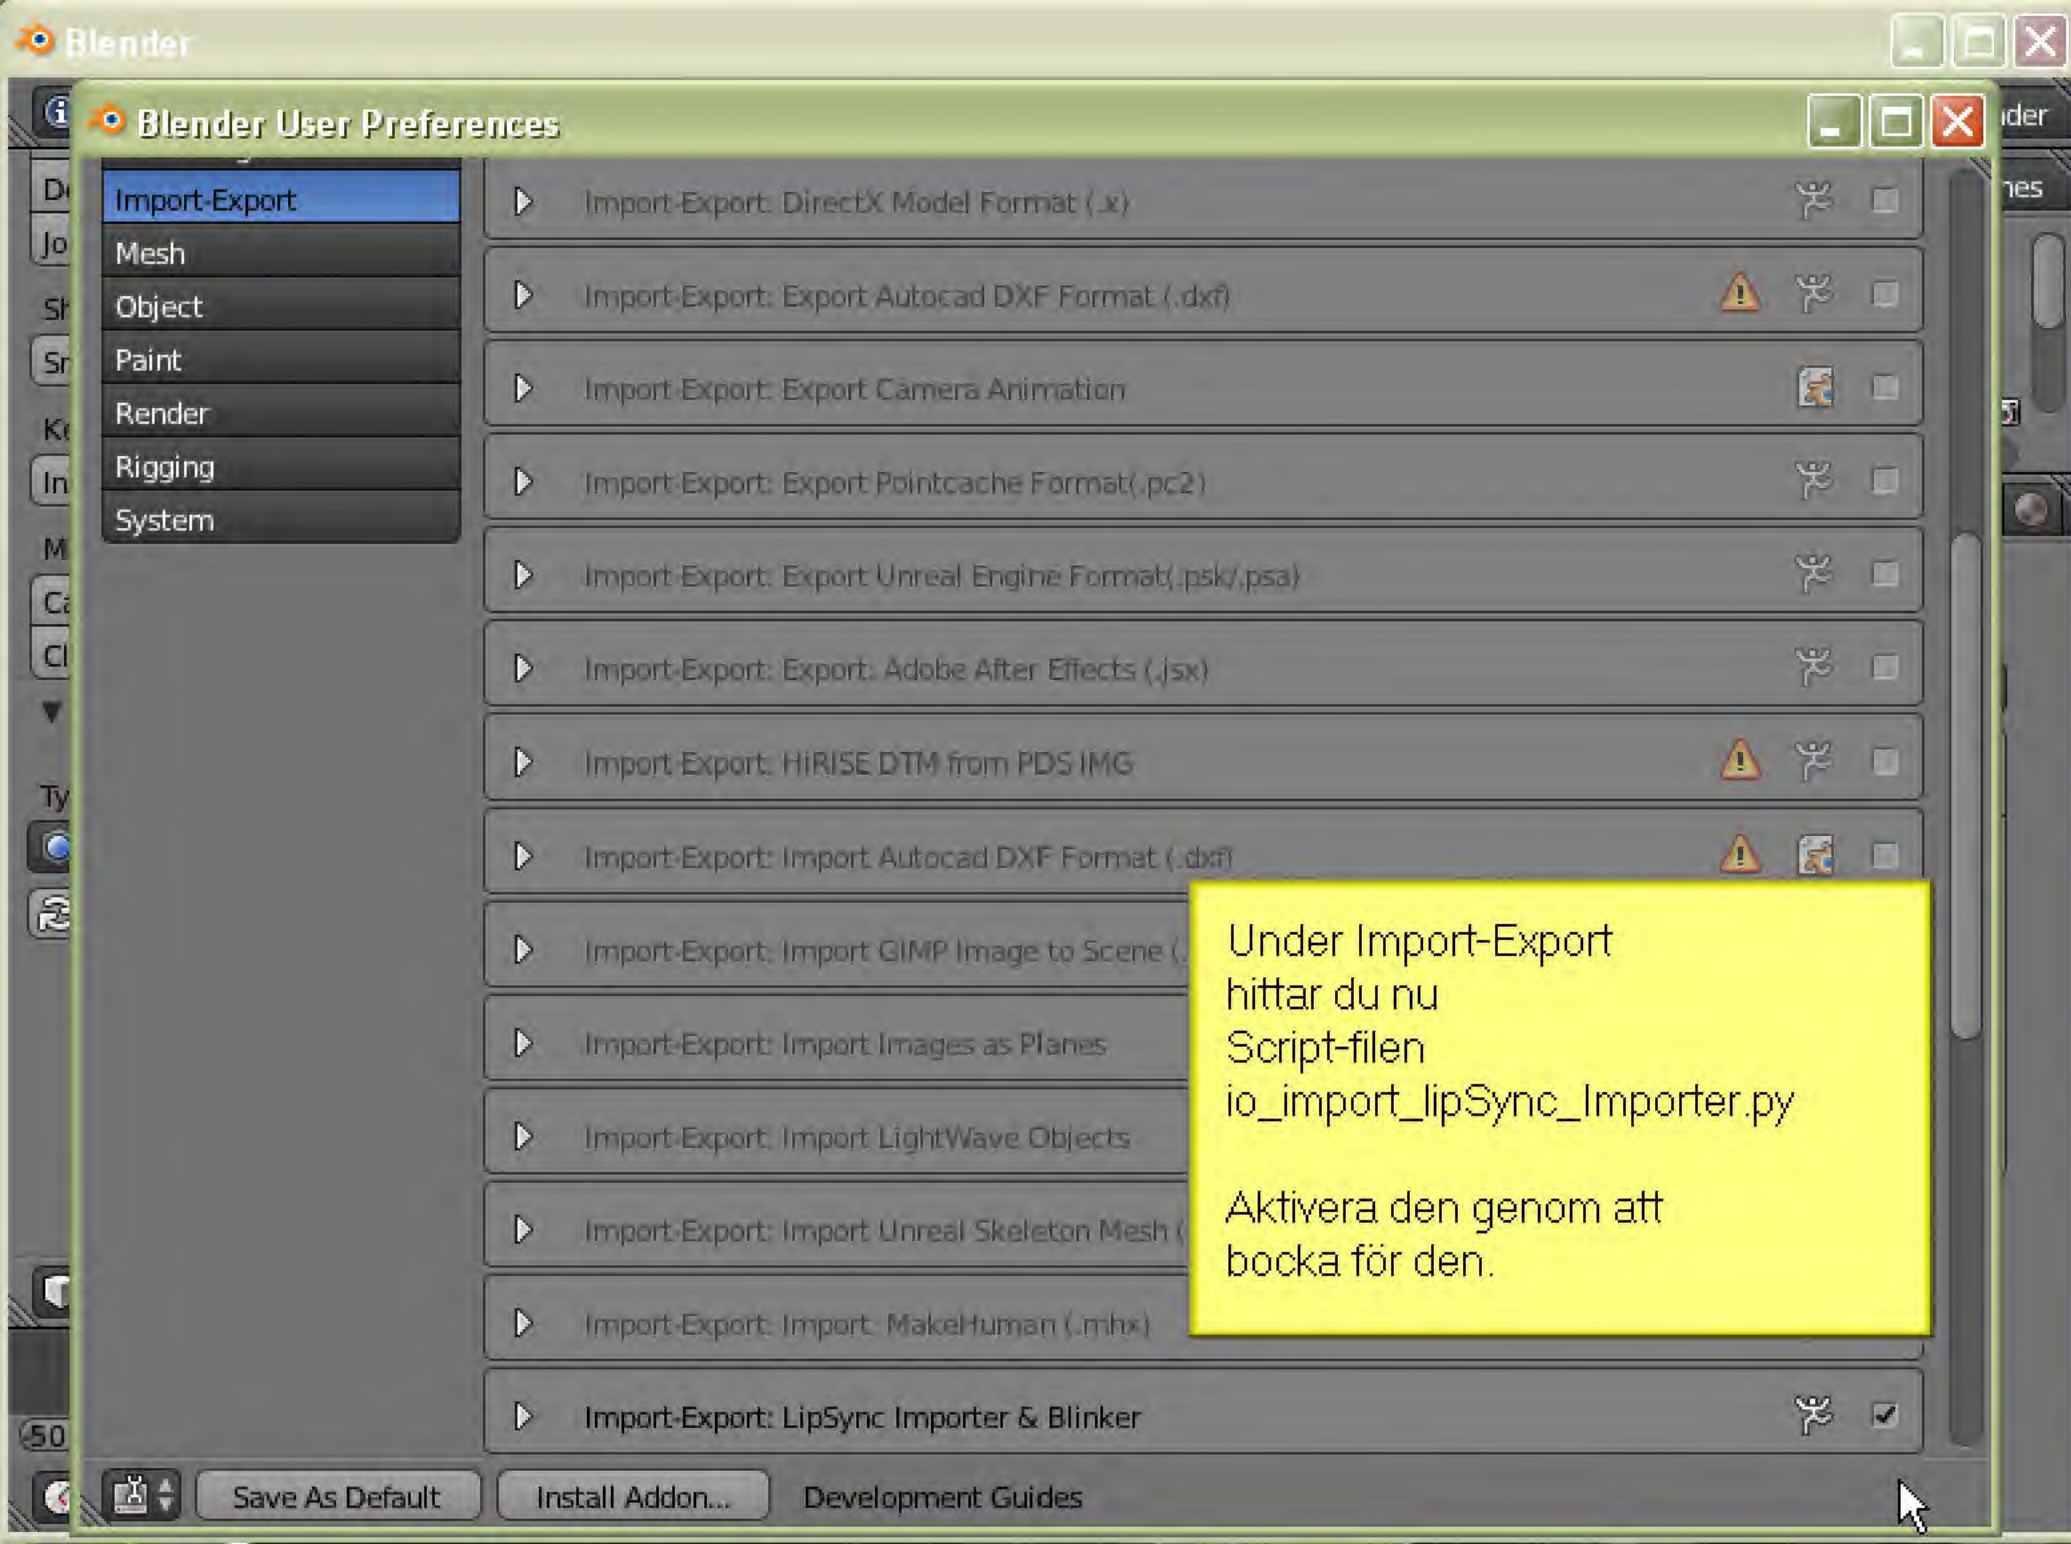 Blender
Blender User Preferences
Import-Export
Mesh
Object
Paint
Render
Rigging
System
Import-Export: DirectX Model Format (.x)
Import-Export: Export Autocad DXF Format (.dxf)
Import-Export: Export Camera Animation
Import-Export: Export Pointcache Format(.pc2)
Import-Export: Export Unreal Engine Format(.psk/.psa)
Import-Export: Export: Adobe After Effects (.jsx)
Import-Export: HiRISE DTM from PDS IMG
Import-Export: Import Autocad DXF Format (.dxf)
Import-Export: Import GIMP Image to Scene (.
Import-Export: Import Images as Planes
Import-Export: Import LightWave Objects
Import-Export: Import Unreal Skeleton Mesh (
Import-Export: Import: MakeHuman (.mhx)
Import-Export: LipSync Importer & Blinker
Under Import-Export
hittar du nu
Script-filen
io_import_lipSync_Importer.py
Aktivera den genom att
bocka för den.
Save As Default
Install Addon...
Development Guides